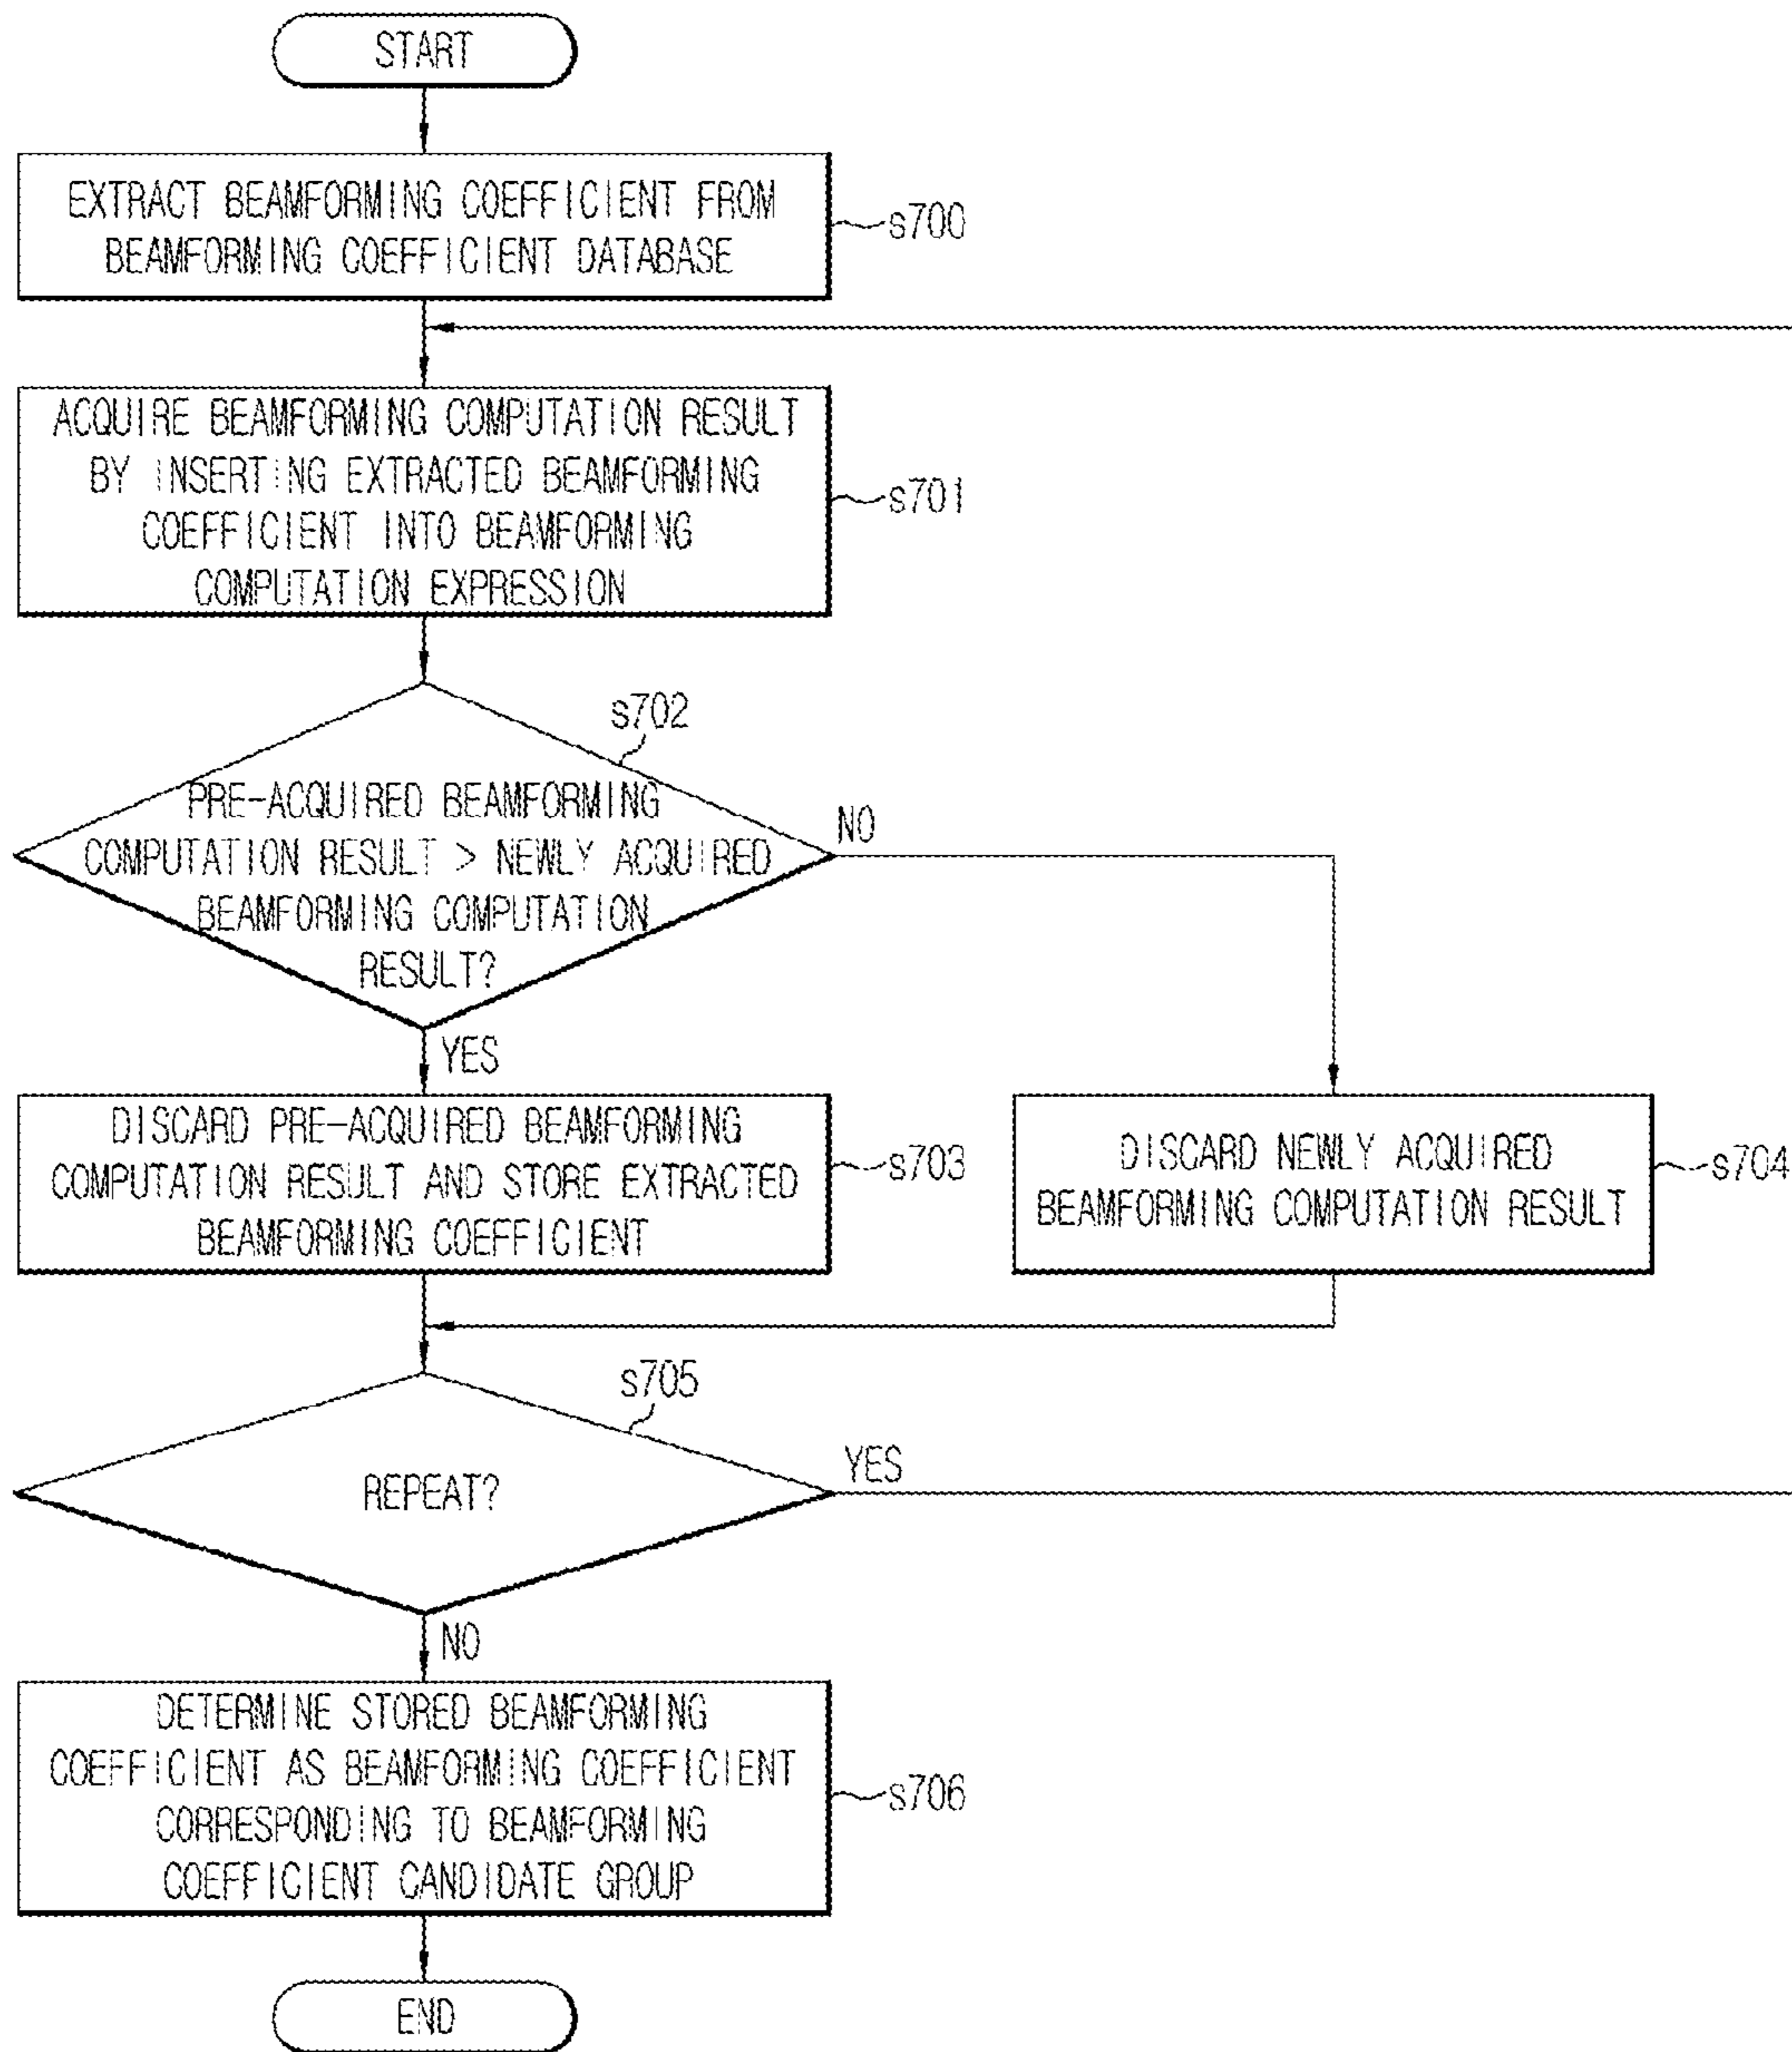 START
EXTRACT BEAMFORMING COEFFICIENT FROM
BEAMFORMING COEFFICIENT DATABASE
s700
ACQUIRE BEAMFORMING COMPUTATION RESULT
BY INSERTING EXTRACTED BEAMFORMING
COEFFICIENT INTO BEAMFORMING
COMPUTATION EXPRESSION
s701
s702
PRE-ACQUIRED BEAMFORMING
COMPUTATION RESULT > NEWLY ACQUIRED
BEAMFORMING COMPUTATION
RESULT?
NO
YES
DISCARD PRE-ACQUIRED BEAMFORMING
COMPUTATION RESULT AND STORE EXTRACTED
BEAMFORMING COEFFICIENT
s703
DISCARD NEWLY ACQUIRED
BEAMFORMING COMPUTATION RESULT
s704
s705
REPEAT?
YES
NO
DETERMINE STORED BEAMFORMING
COEFFICIENT AS BEAMFORMING COEFFICIENT
CORRESPONDING TO BEAMFORMING
COEFFICIENT CANDIDATE GROUP
s706
END